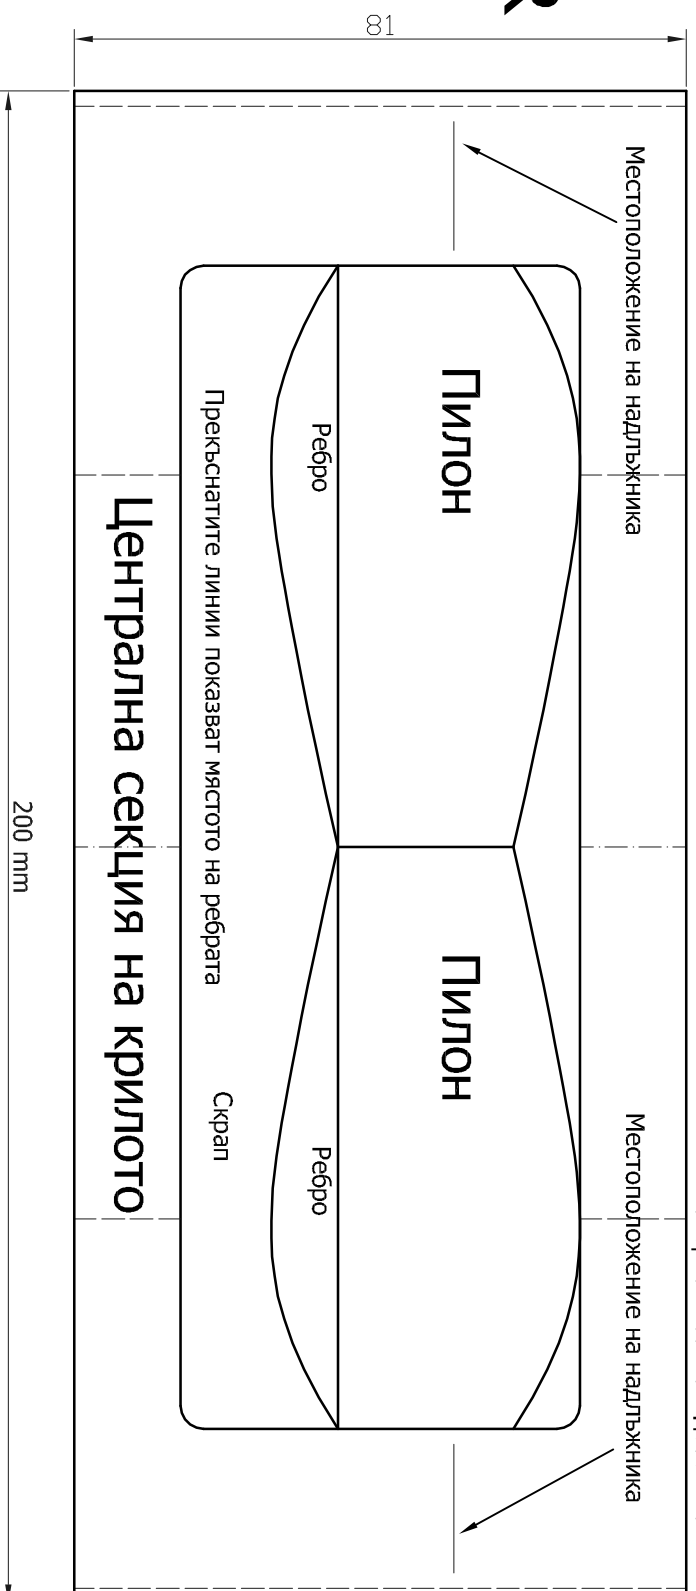 81
Местоположение на надлъжника
Местоположение на надлъжника
Пилон
Пилон
Ребро
Ребро
Прекъснатите линии показват мястото на ребрата
Скрап
Централна секция на крилото
200 mm